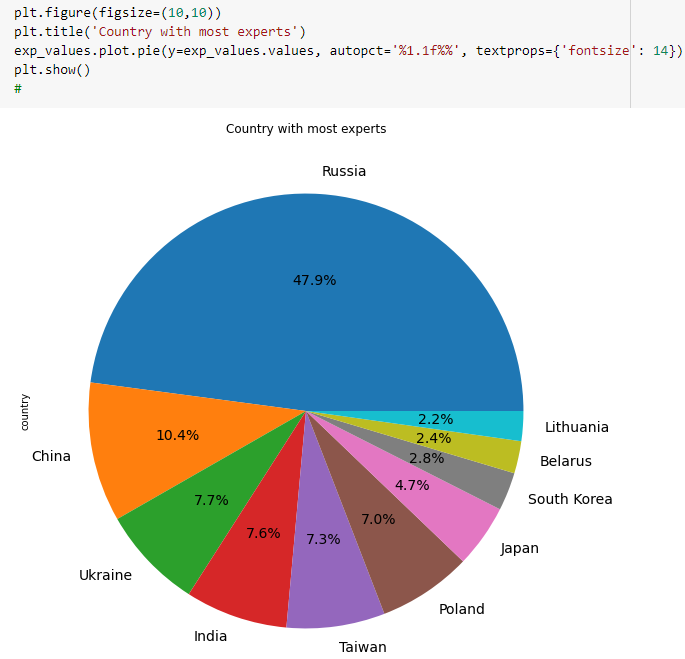 plt.figure(figsize=(10,10))
plt.title('Country with most experts')
exp_values.plot.pie(y=exp_values.values, autopct='%1.1f%%', textprops={'fontsize': 14})
plt.show()
#
Country with most experts
Russia
47.9%
country
10.4%
China
2.2%
Lithuania
2.4%
Belarus
2.8%
South Korea
4.7%
Japan
7.7%
Ukraine
7.6%
India
7.3%
Taiwan
7.0%
Poland